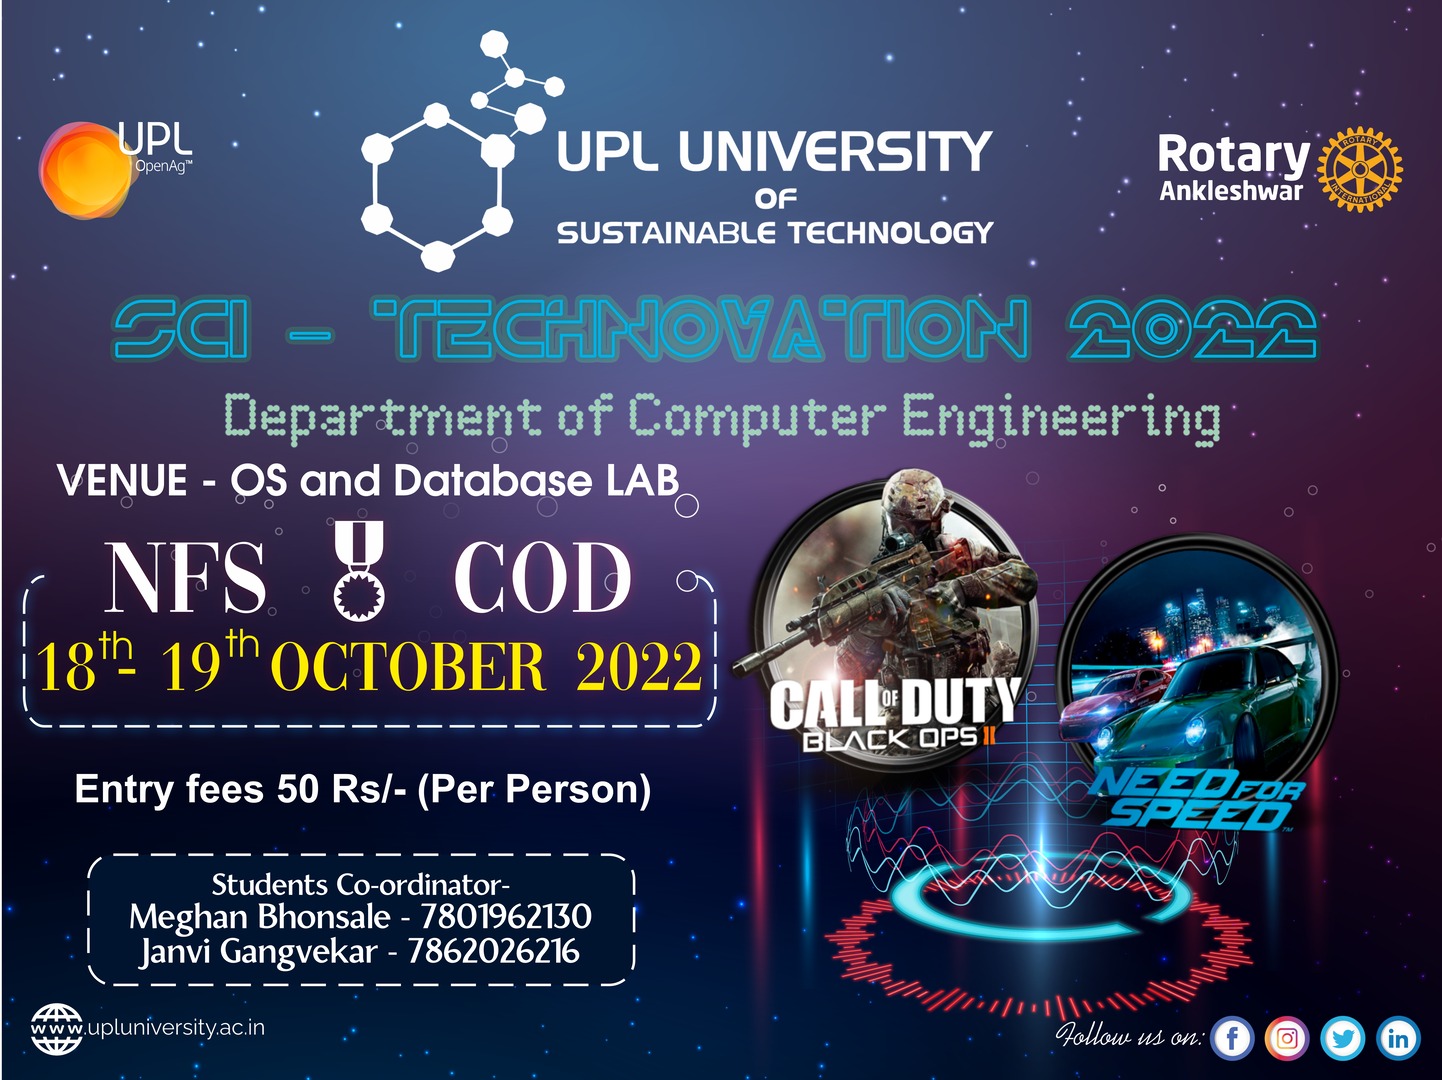 UPL
OpenAg™
UPL UNIVERSITY
OF
SUSTAINABLE TECHNOLOGY
Rotary
Ankleshwar
ROTARY
INTERNATIONAL
SCI - TECHNOVATION 2022
Department of Computer Engineering
VENUE - OS and Database LAB
NFS COD
18th- 19th OCTOBER 2022
CALL OF DUTY
BLACK OPS II
NEED FOR
SPEED™
Entry fees 50 Rs/- (Per Person)
Students Co-ordinator-
Meghan Bhonsale - 7801962130
Janvi Gangvekar - 7862026216
www.upluniversity.ac.in
Follow us on: